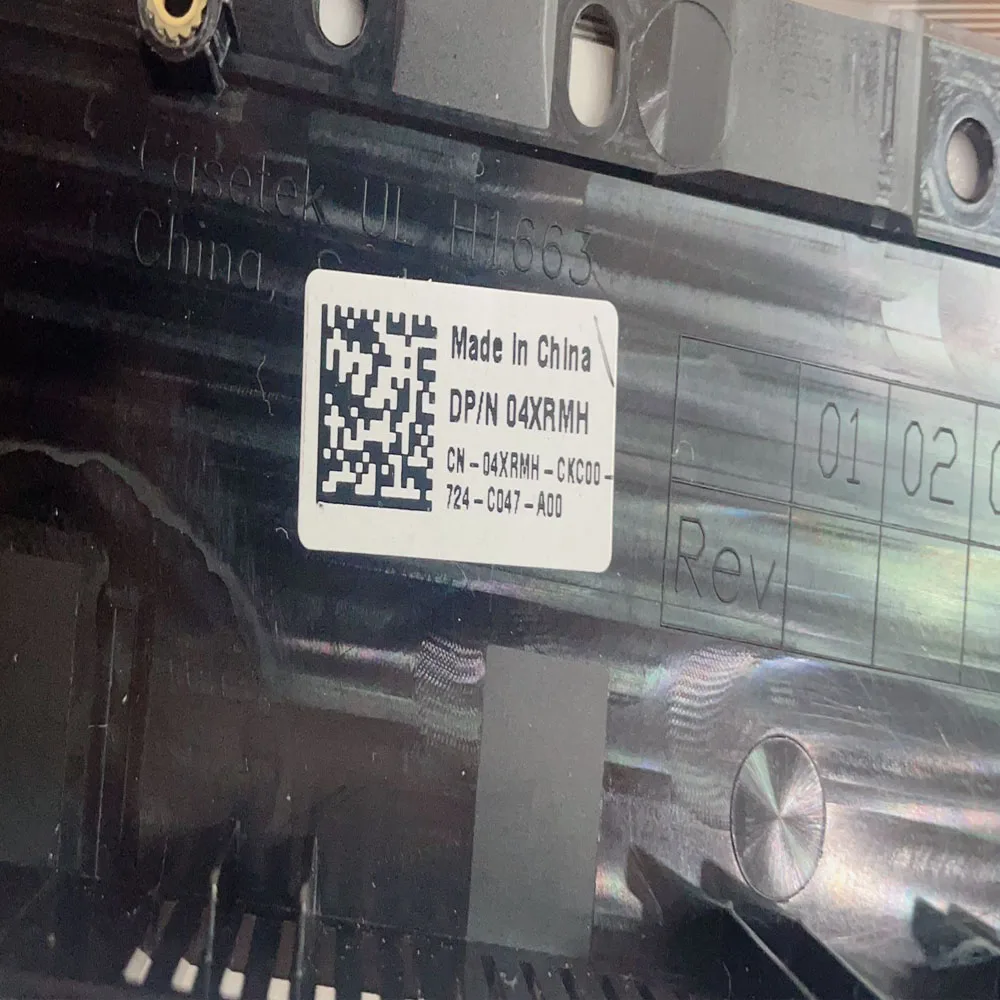 Casetek UL H1663
China,
Made in China
DP/N 04XRMH
CN-04XRMH-CKC00-
724-C047-A00
01 02
Rev